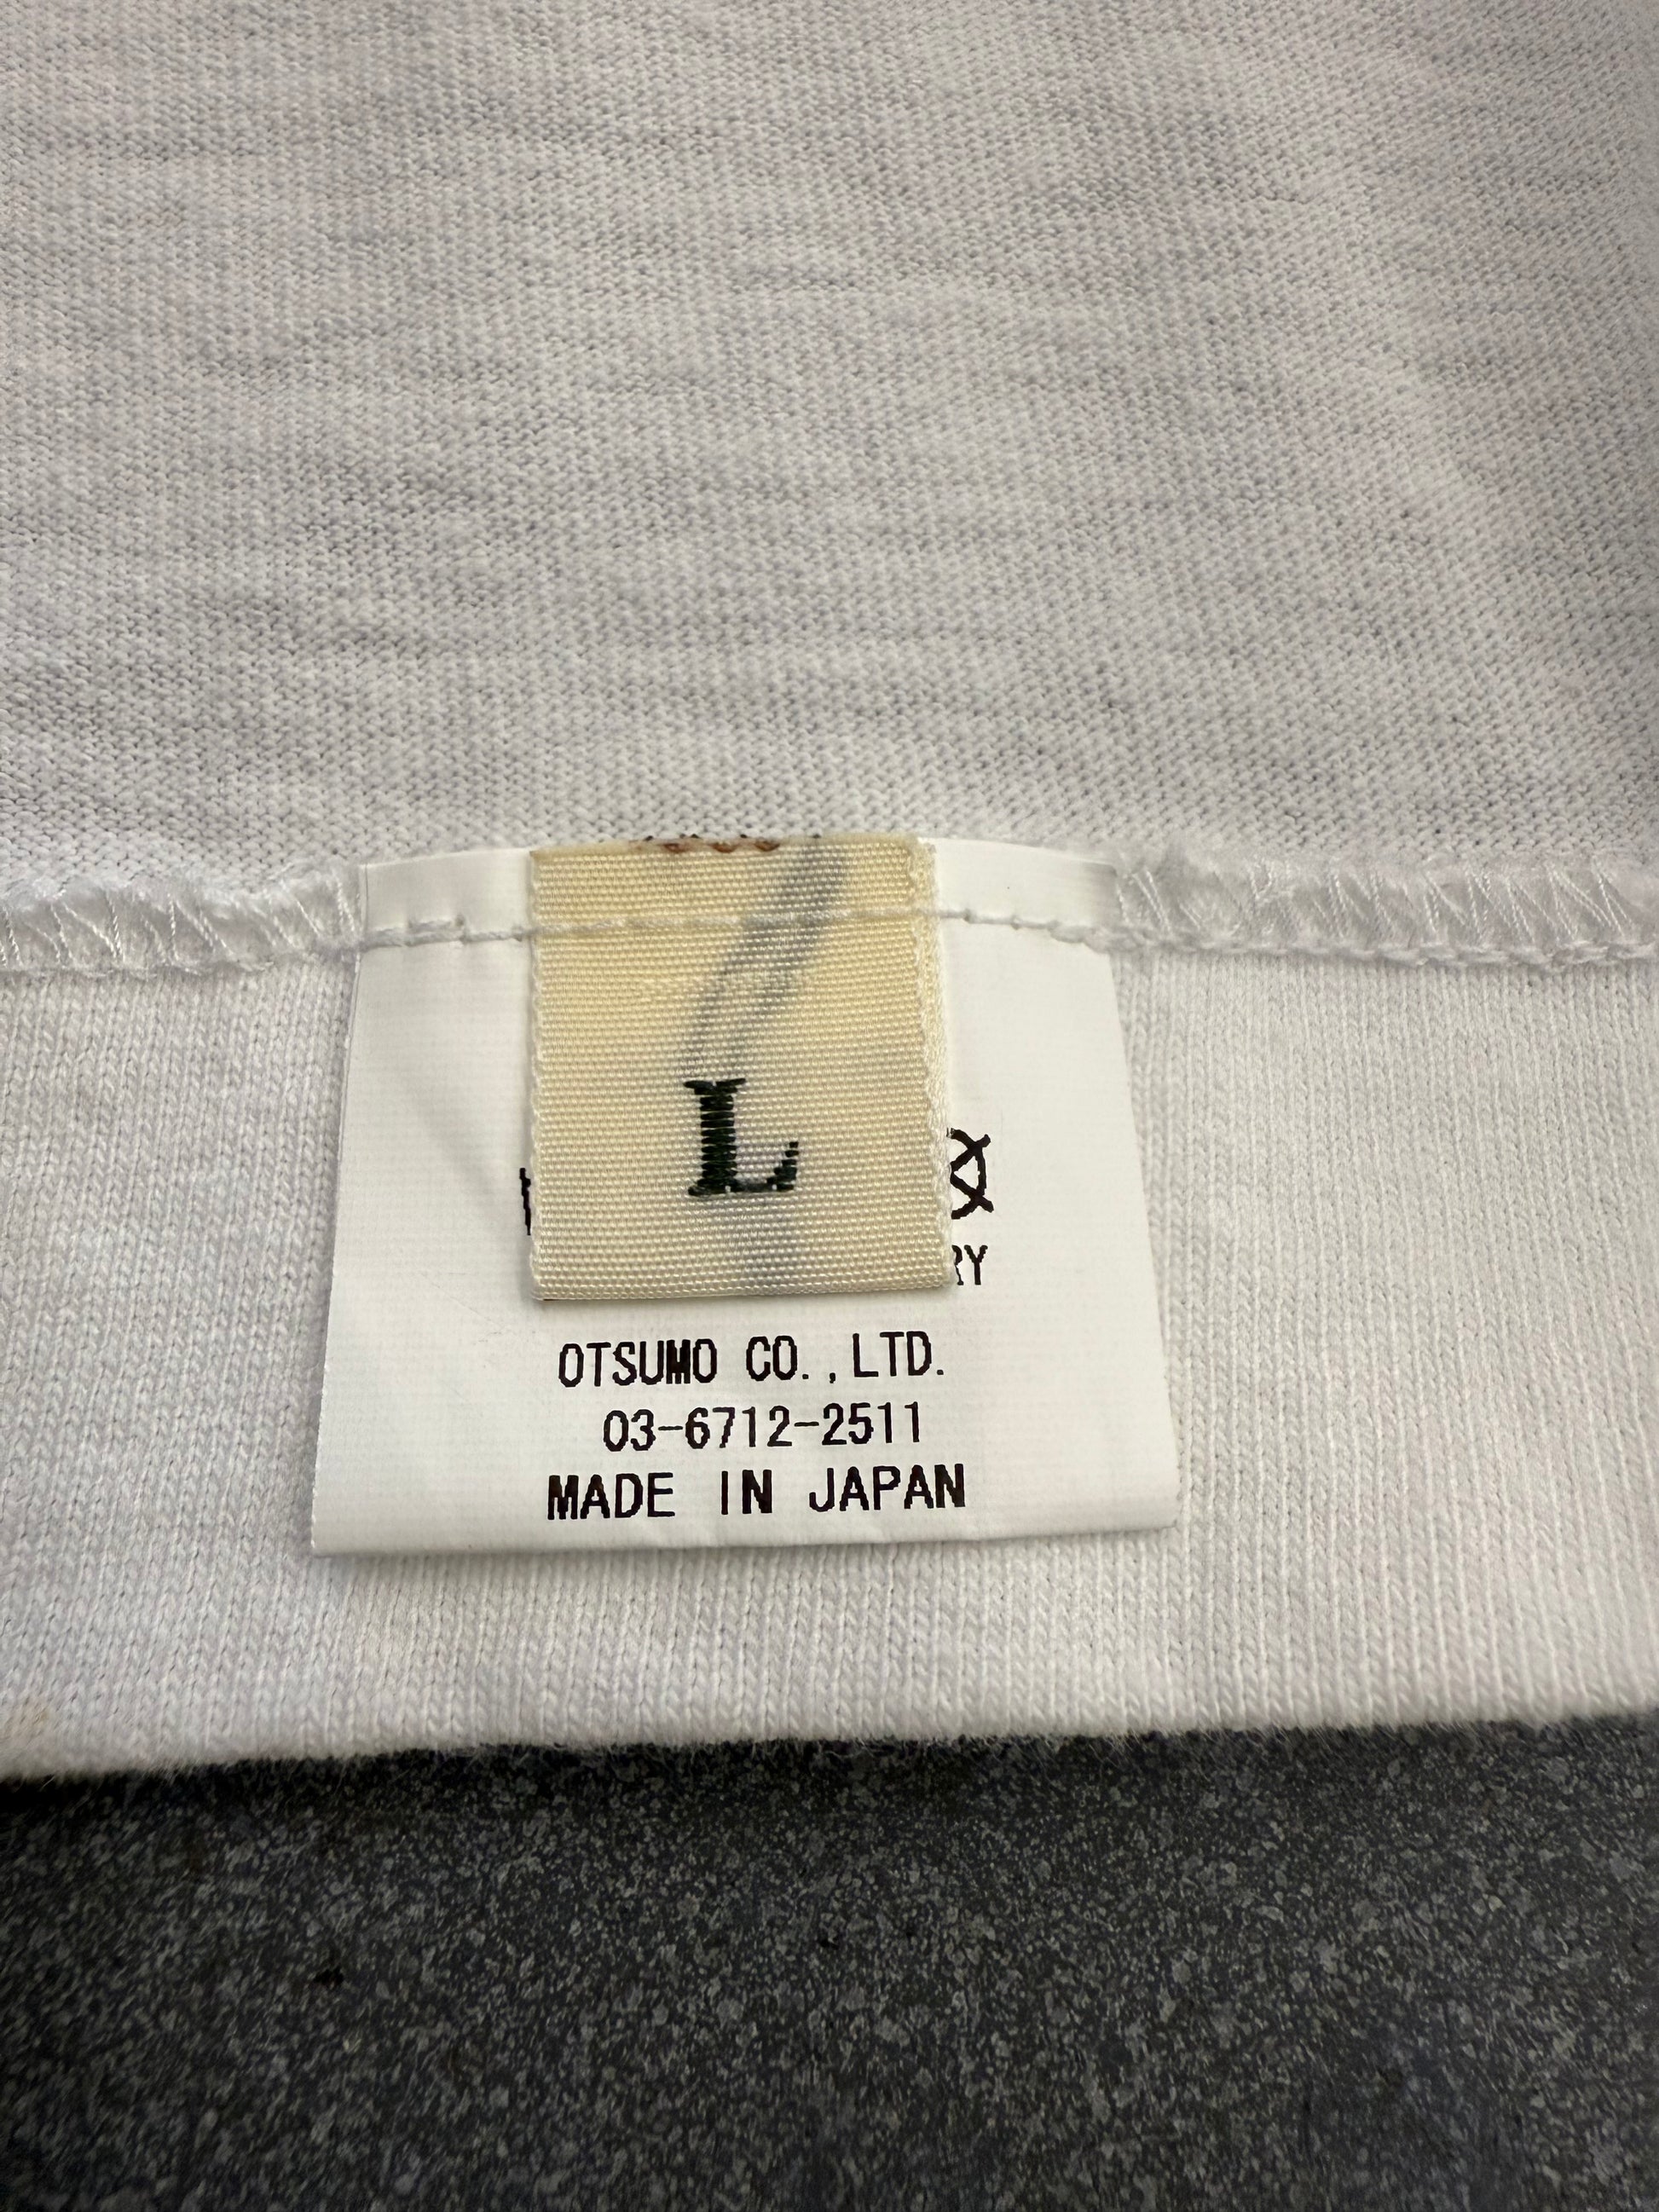 L
OTSUMO CO.,LTD.
03-6712-2511
MADE IN JAPAN